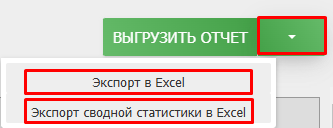 ВЫГРУЗИТЬ ОТЧЕТ
Экспорт в Excel
Экспорт сводной статистики в Excel